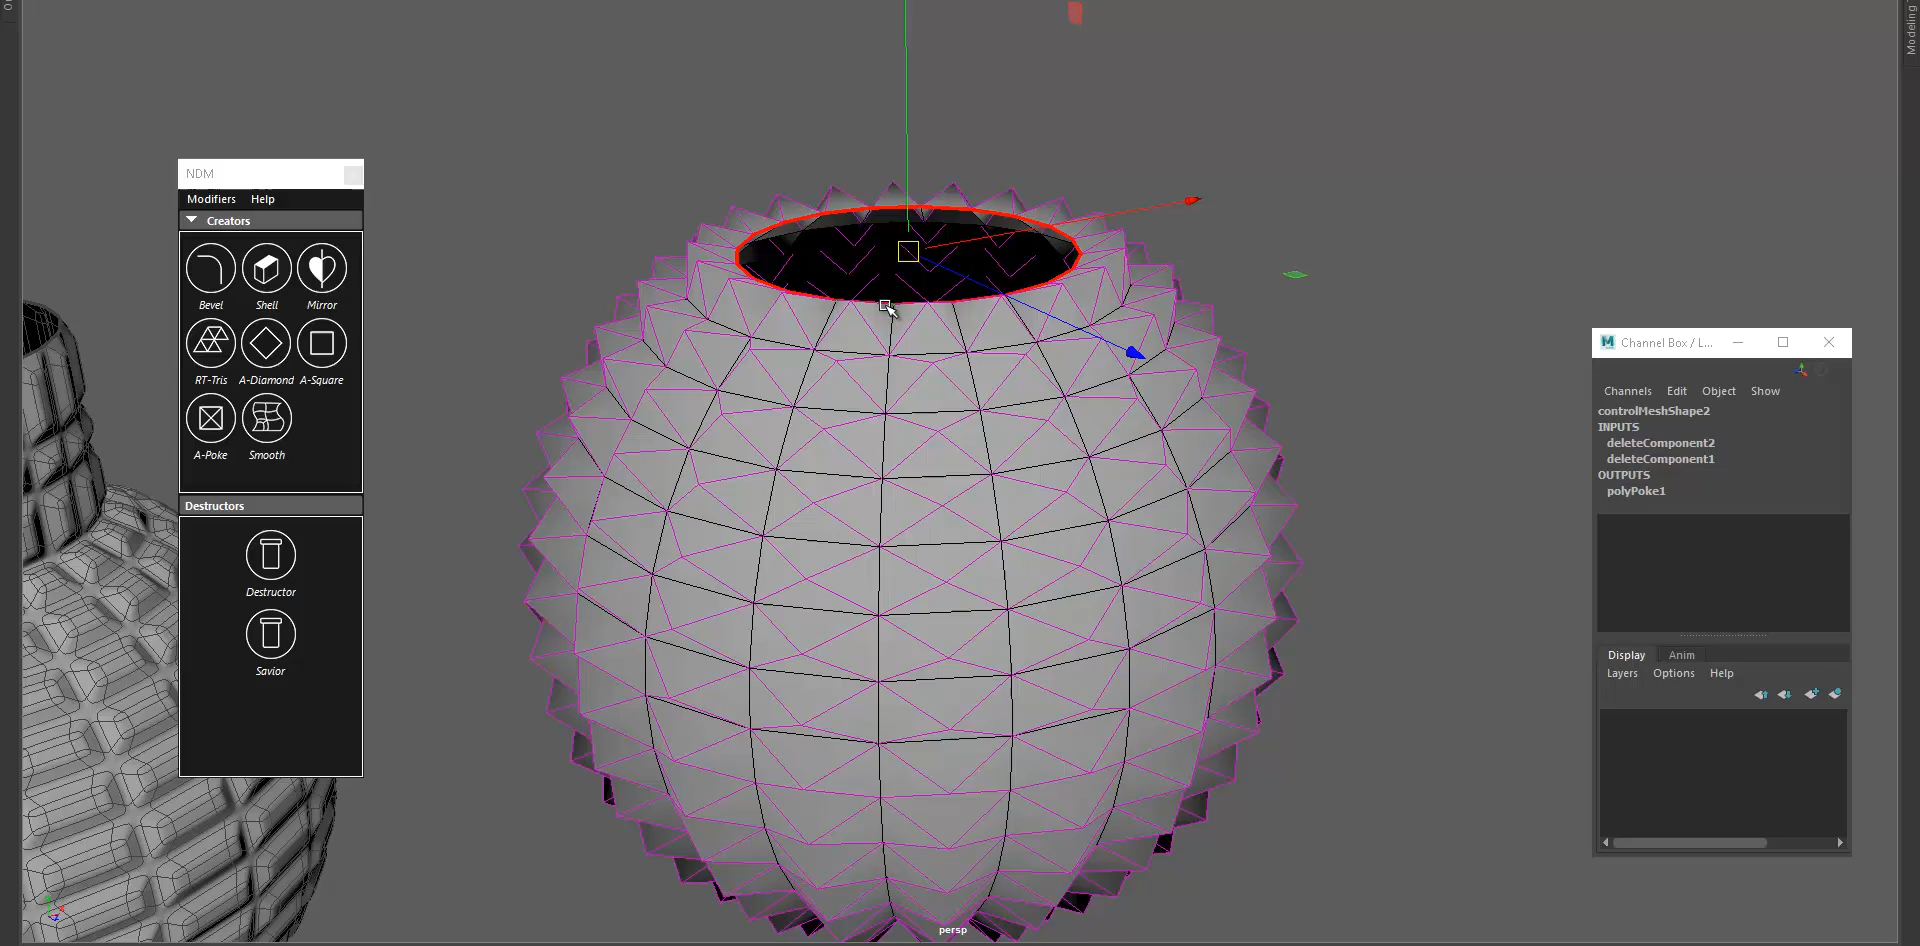 Modeling
NDM
Modifiers Help
Creators
Bevel Shell Mirror
RT-Tris A-Diamond A-Square
A-Poke Smooth
Destructors
Destructor
Savior
M Channel Box / L...
Channels Edit Object Show
controlMeshShape2
INPUTS
deleteComponent2
deleteComponent1
OUTPUTS
polyPoke1
Display Anim
Layers Options Help
persp